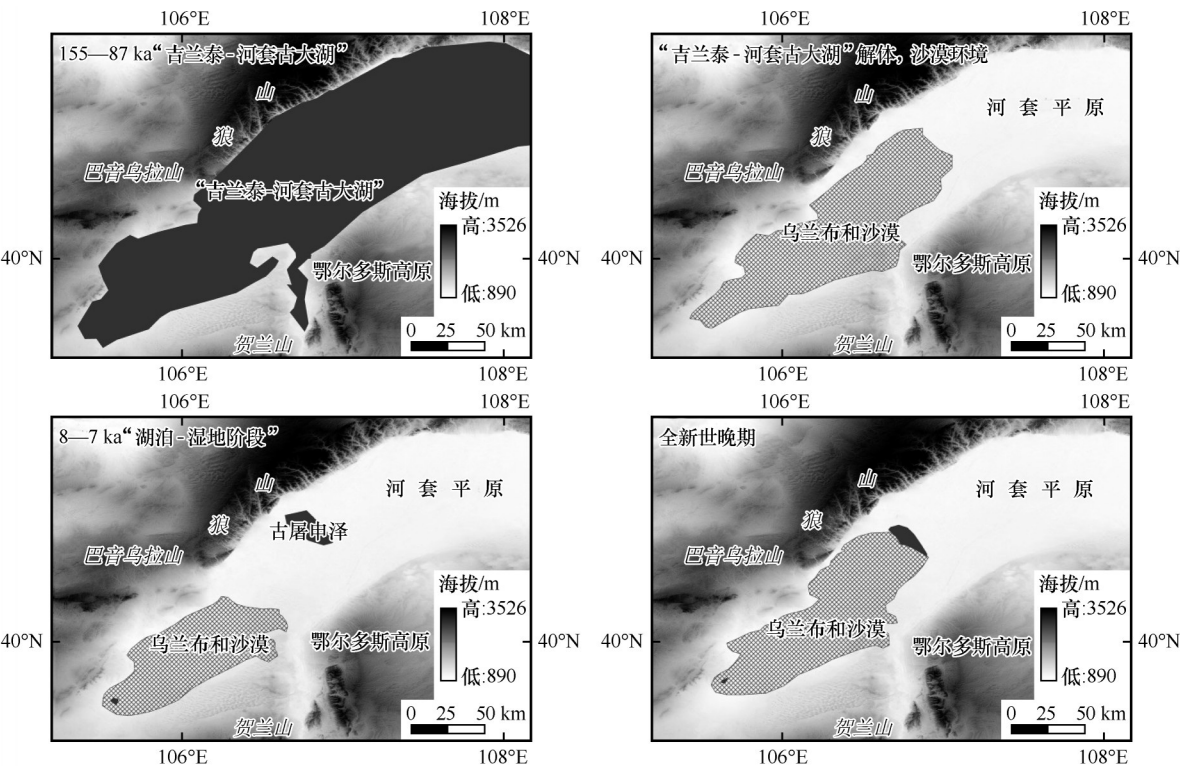 106°E 108°E
155—87 ka“吉兰泰-河套古大湖”
山
狼
巴音乌拉山
“吉兰泰-河套古大湖”
海拔/m
高:3526
低:890
40°N
鄂尔多斯高原
贺兰山
0 25 50 km
106°E 108°E
106°E 108°E
“吉兰泰-河套古大湖”解体，沙漠环境
山
河套平原
狼
巴音乌拉山
乌兰布和沙漠
海拔/m
高:3526
低:890
40°N
鄂尔多斯高原
贺兰山
0 25 50 km
106°E 108°E
106°E 108°E
8—7 ka“湖泊-湿地阶段”
山
河套平原
狼
古屠申泽
巴音乌拉山
乌兰布和沙漠
海拔/m
高:3526
低:890
40°N 40°N
鄂尔多斯高原
贺兰山
0 25 50 km
106°E 108°E
106°E 108°E
全新世晚期
山
河套平原
狼
巴音乌拉山
乌兰布和沙漠
海拔/m
高:3526
低:890
40°N
鄂尔多斯高原
贺兰山
0 25 50 km
106°E 108°E